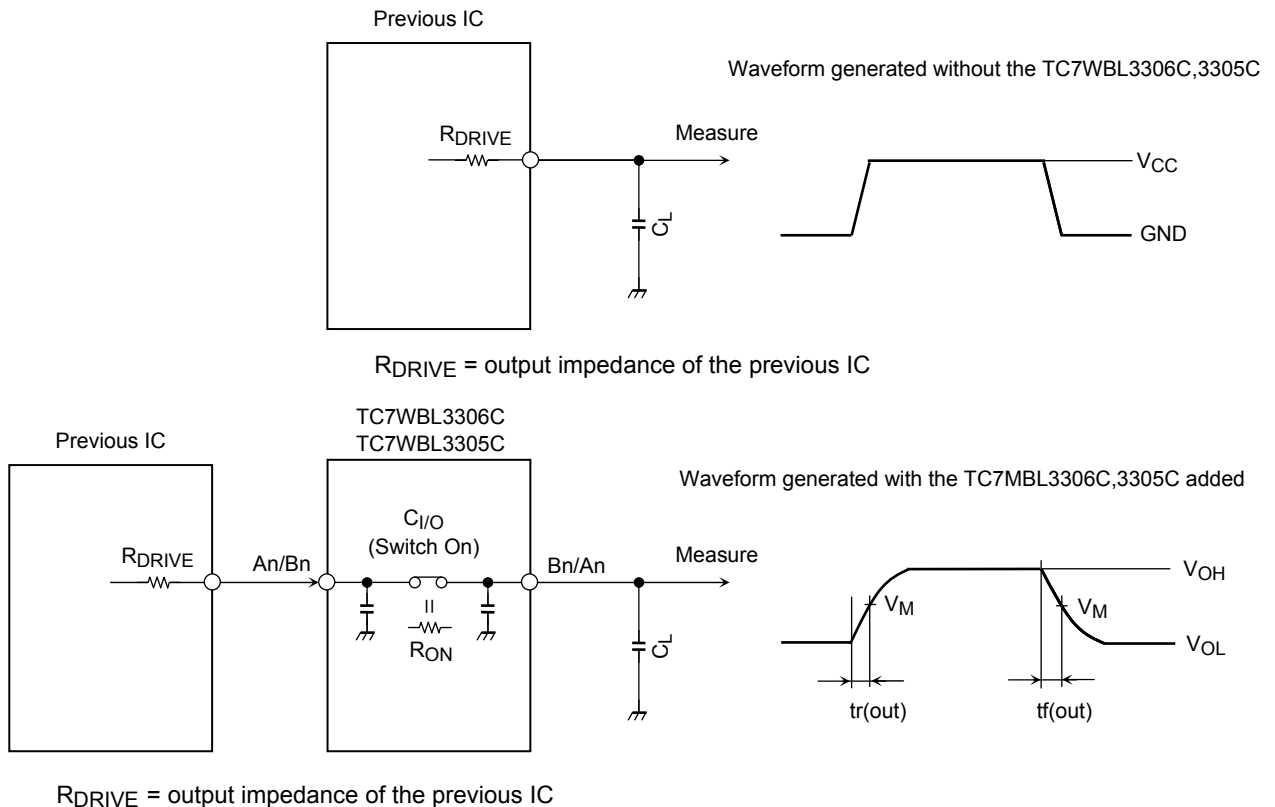 Previous IC
Waveform generated without the TC7WBL3306C,3305C
RDRIVE
Measure
VCC
CL
GND
RDRIVE = output impedance of the previous IC
TC7WBL3306C
TC7WBL3305C
Previous IC
Waveform generated with the TC7MBL3306C,3305C added
CI/O
(Switch On)
RDRIVE
An/Bn
Bn/An
Measure
VOH
VM
VM
RON
CL
VOL
tr(out)
tf(out)
RDRIVE = output impedance of the previous IC